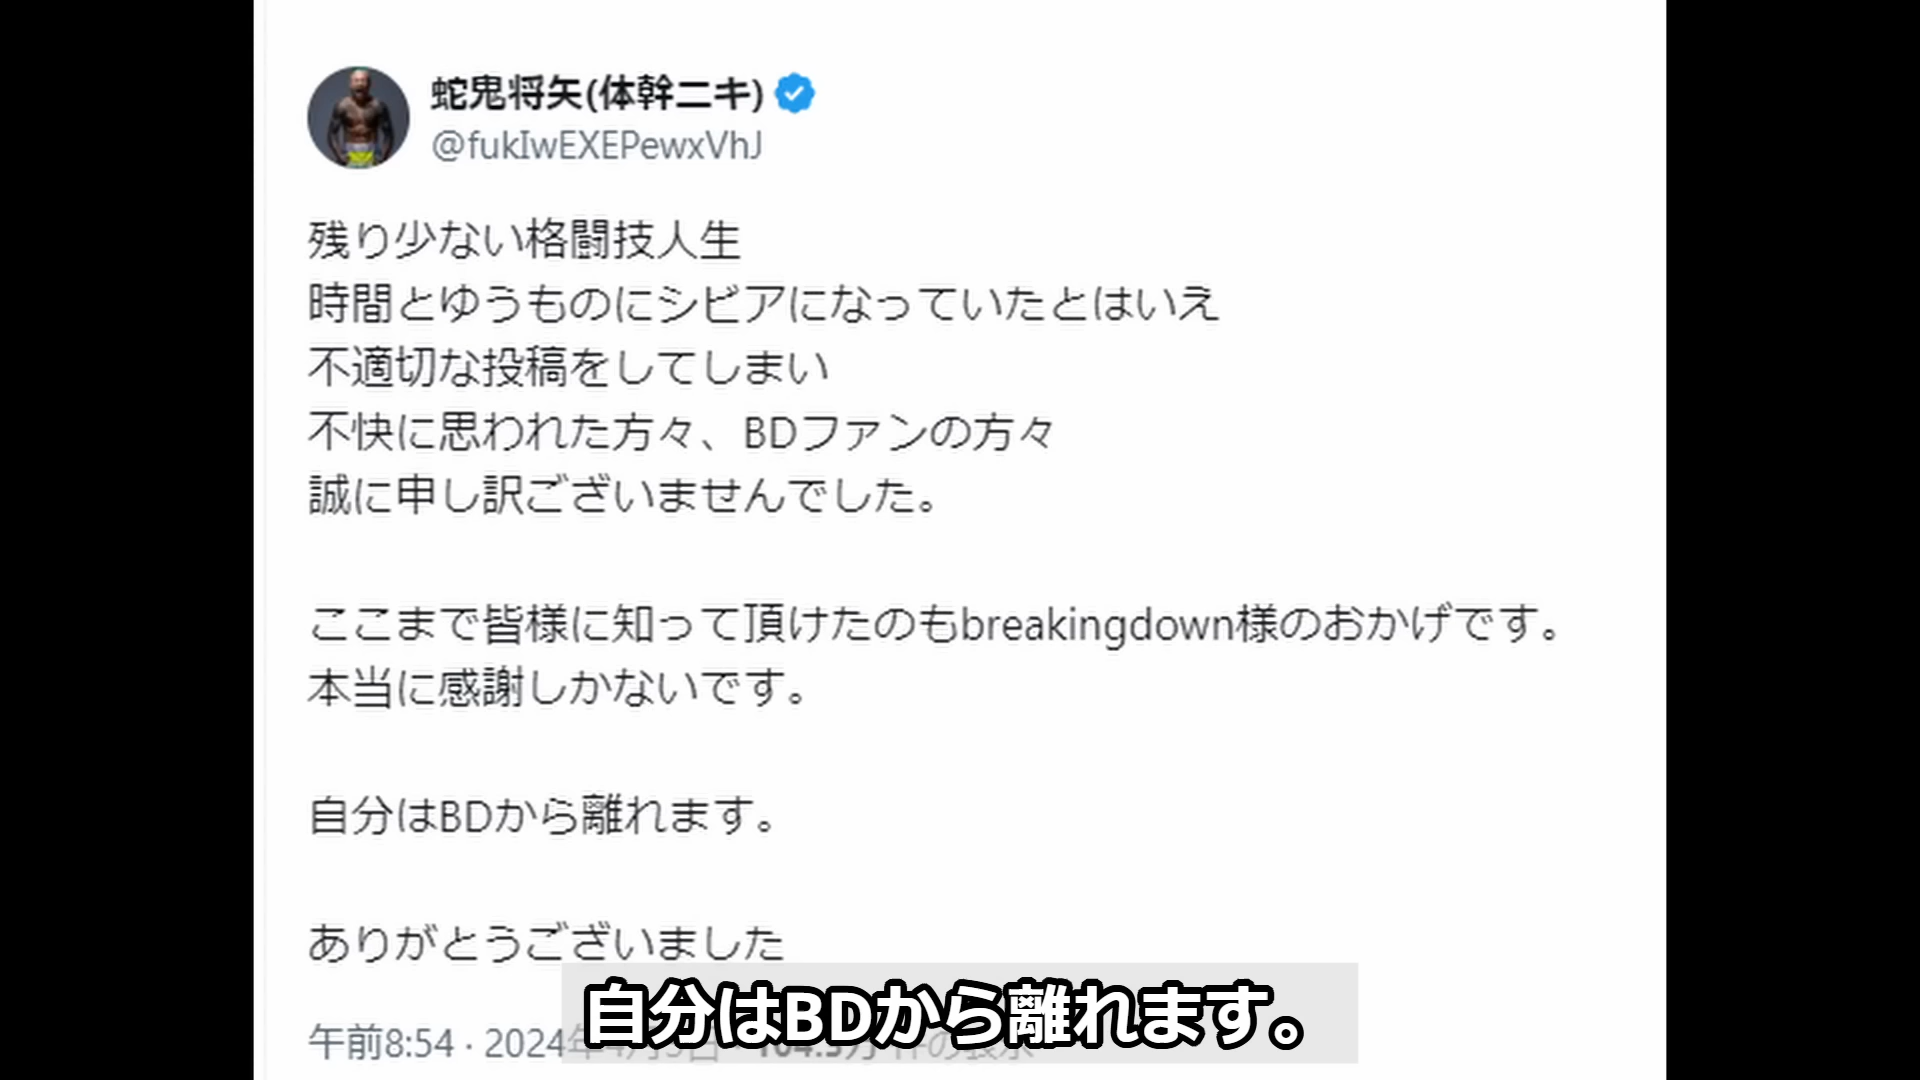 蛇鬼将矢(体幹二キ)
@fukIwEXEPewxVhJ
残り少ない格闘技人生
時間とゆうものにシビアになっていたとはいえ
不適切な投稿をしてしまい
不快に思われた方々、BDファンの方々
誠に申し訳ございませんでした。
ここまで皆様に知って頂けたのもbreakingdown様のおかげです。
本当に感謝しかないです。
自分はBDから離れます。
ありがとうございました
午前8:54 · 2024年
自分はBDから離れます。